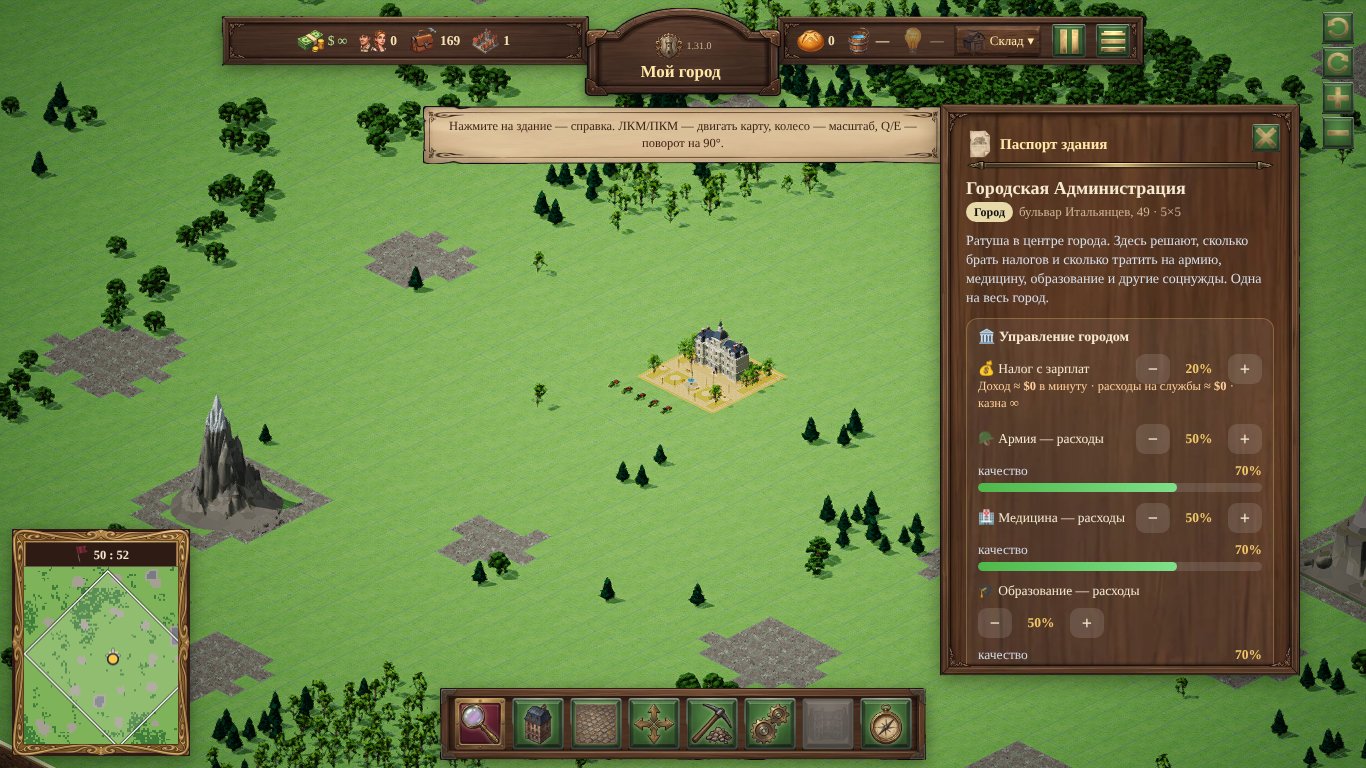 $ ∞ 0 169 1
1.31.0
Мой город
0 — — Склад ▾
Нажмите на здание — справка. ЛКМ/ПКМ — двигать карту, колесо — масштаб, Q/E —
поворот на 90°.
Паспорт здания
Городская Администрация
Город бульвар Итальянцев, 49 · 5×5
Ратуша в центре города. Здесь решают, сколько
брать налогов и сколько тратить на армию,
медицину, образование и другие соцнужды. Одна
на весь город.
Управление городом
Налог с зарплат − 20% +
Доход ≈ $0 в минуту · расходы на службы ≈ $0 ·
казна ∞
Армия — расходы − 50% +
качество 70%
Медицина — расходы − 50% +
качество 70%
Образование — расходы
− 50% +
качество 70%
50 : 52